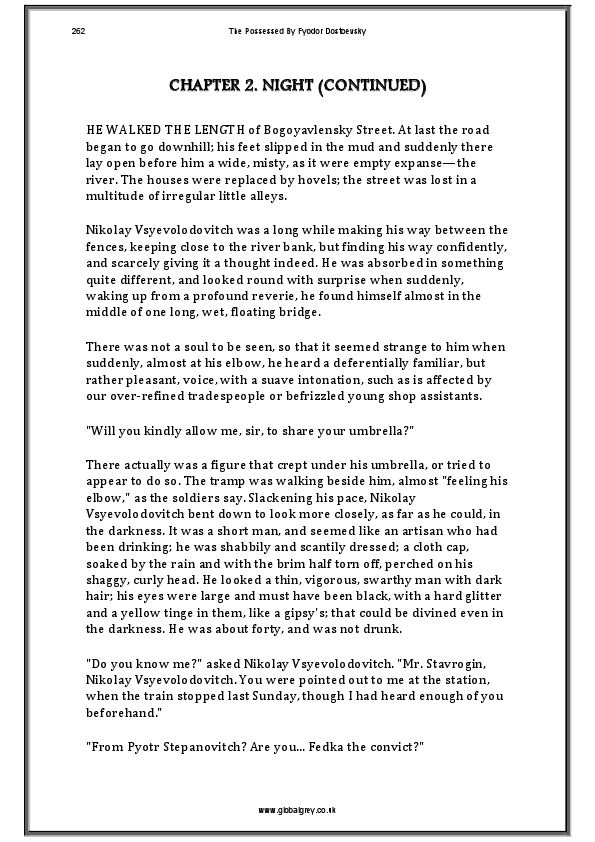 262
The Possessed By Fyodor Dostoevsky
CHAPTER 2. NIGHT (CONTINUED)
HE WALKED THE LENGTH of Bogoyavlensky Street. At last the road
began to go downhill; his feet slipped in the mud and suddenly there
lay open before him a wide, misty, as it were empty expanse—the
river. The houses were replaced by hovels; the street was lost in a
multitude of irregular little alleys.
Nikolay Vsyevolodovitch was a long while making his way between the
fences, keeping close to the river bank, but finding his way confidently,
and scarcely giving it a thought indeed. He was absorbed in something
quite different, and looked round with surprise when suddenly,
waking up from a profound reverie, he found himself almost in the
middle of one long, wet, floating bridge.
There was not a soul to be seen, so that it seemed strange to him when
suddenly, almost at his elbow, he heard a deferentially familiar, but
rather pleasant, voice, with a suave intonation, such as is affected by
our over-refined tradespeople or befrizzled young shop assistants.
"Will you kindly allow me, sir, to share your umbrella?"
There actually was a figure that crept under his umbrella, or tried to
appear to do so. The tramp was walking beside him, almost "feeling his
elbow," as the soldiers say. Slackening his pace, Nikolay
Vsyevolodovitch bent down to look more closely, as far as he could, in
the darkness. It was a short man, and seemed like an artisan who had
been drinking; he was shabbily and scantily dressed; a cloth cap,
soaked by the rain and with the brim half torn off, perched on his
shaggy, curly head. He looked a thin, vigorous, swarthy man with dark
hair; his eyes were large and must have been black, with a hard glitter
and a yellow tinge in them, like a gipsy's; that could be divined even in
the darkness. He was about forty, and was not drunk.
"Do you know me?" asked Nikolay Vsyevolodovitch. "Mr. Stavrogin,
Nikolay Vsyevolodovitch. You were pointed out to me at the station,
when the train stopped last Sunday, though I had heard enough of you
beforehand."
"From Pyotr Stepanovitch? Are you... Fedka the convict?"
www.globalgrey.co.uk